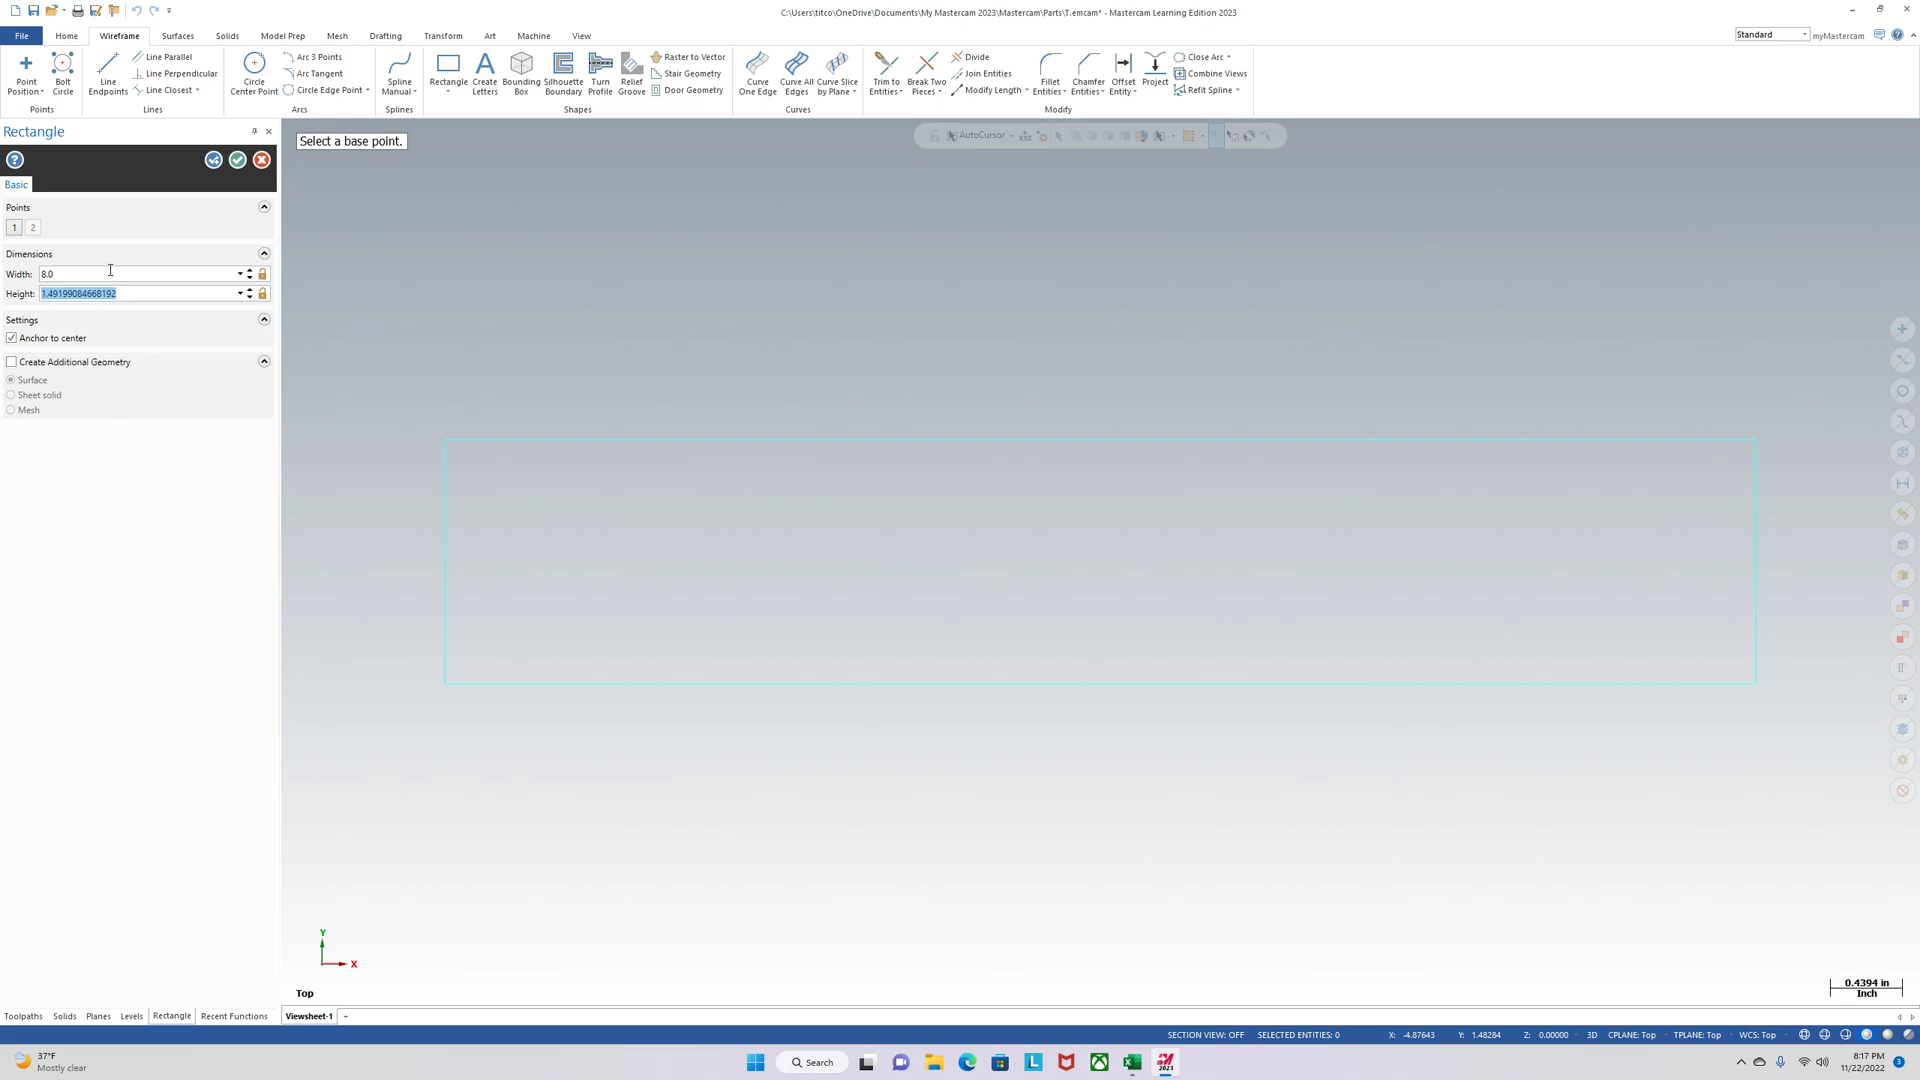 C:\Users\titco\OneDrive\Documents\My Mastercam 2023\Mastercam\Parts\T.emcam* - Mastercam Learning Edition 2023
File Home Wireframe Surfaces Solids Model Prep Mesh Drafting Transform Art Machine View
Standard myMastercam
Point Position
Bolt Circle
Points
Line Endpoints
Line Parallel
Line Perpendicular
Line Closest
Lines
Circle Center Point
Arc 3 Points
Arc Tangent
Circle Edge Point
Arcs
Spline Manual
Splines
Rectangle
Create Letters
Bounding Box
Silhouette Boundary
Turn Profile
Relief Groove
Raster to Vector
Stair Geometry
Door Geometry
Shapes
Curve One Edge
Curve All Edges
Curve Slice by Plane
Curves
Trim to Entities
Break Two Pieces
Divide
Join Entities
Modify Length
Fillet Entities
Chamfer Entities
Offset Entity
Project
Close Arc
Combine Views
Refit Spline
Modify
Rectangle
Basic
Points
1 2
Dimensions
Width: 8.0
Height: 1.49199084668192
Settings
Anchor to center
Create Additional Geometry
Surface
Sheet solid
Mesh
Select a base point.
AutoCursor
Y
X
Top
0.4394 in
Inch
Toolpaths Solids Planes Levels Rectangle Recent Functions
Viewsheet-1 +
SECTION VIEW: OFF SELECTED ENTITIES: 0 X: -4.87643 Y: 1.48284 Z: 0.00000 3D CPLANE: Top TPLANE: Top WCS: Top
37°F
Mostly clear
Search
L
2023
8:17 PM
11/22/2022
3